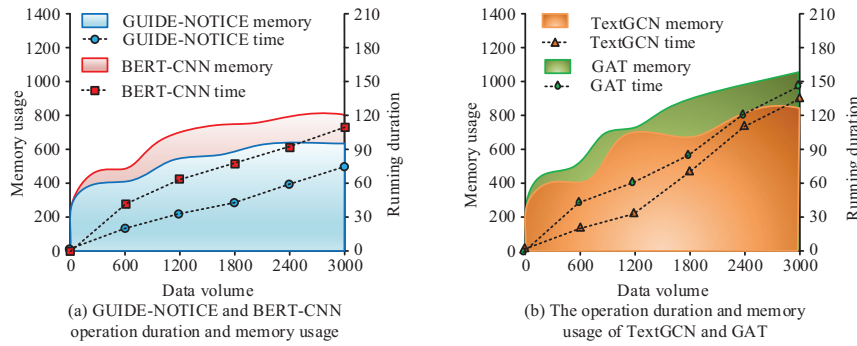 1400
1200
1000
800
600
400
200
0
Memory usage
GUIDE-NOTICE memory
GUIDE-NOTICE time
BERT-CNN memory
BERT-CNN time
210
180
150
120
90
60
30
0
Running duration
0 600 1200 1800 2400 3000
Data volume
(a) GUIDE-NOTICE and BERT-CNN
operation duration and memory usage
1400
1200
1000
800
600
400
200
0
Memory usage
TextGCN memory
TextGCN time
GAT memory
GAT time
210
180
150
120
90
60
30
0
Running duration
0 600 1200 1800 2400 3000
Data volume
(b) The operation duration and memory
usage of TextGCN and GAT